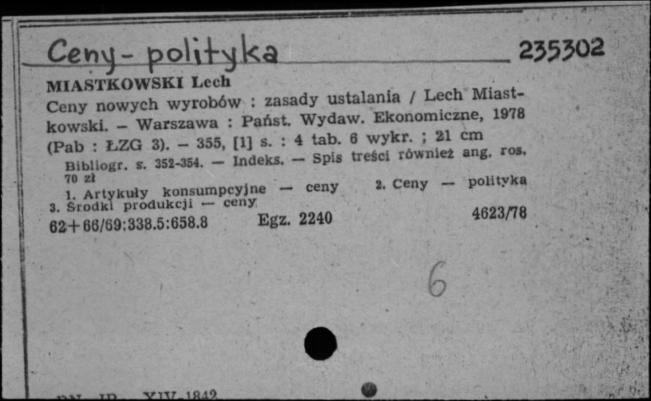 Ceny - polityka 235302
MIASTKOWSKI Lech
Ceny nowych wyrobów : zasady ustalania / Lech Miast-
kowski. — Warszawa : Państ. Wydaw. Ekonomiczne, 1978
(Pab : ŁZG 3). — 355, [1] s. : 4 tab. 6 wykr. ; 21 cm
Bibliogr. s. 352-354. — Indeks. — Spis treści również ang. ros.
70 zł
1. Artykuły konsumpcyjne — ceny 2. Ceny — polityka
3. Środki produkcji — ceny
62+66/69:338.5:658.8 Egz. 2240 4623/78
6
XIV-1842